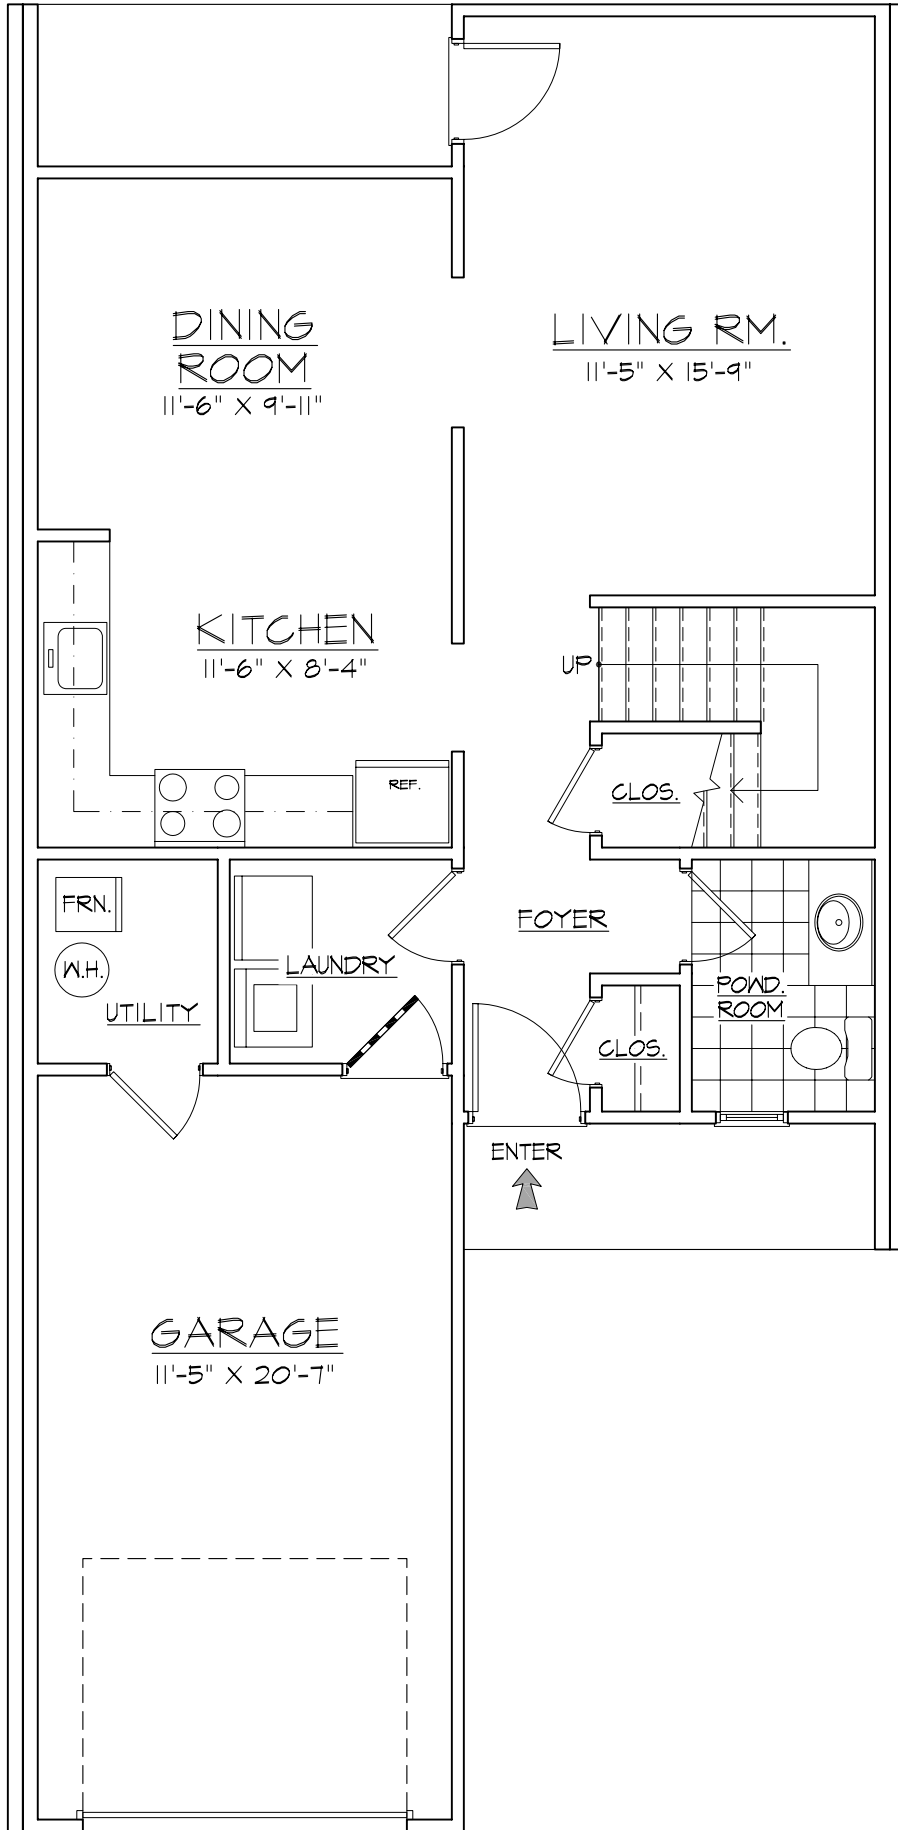 DINING
ROOM
11'-6" X 9'-11"
LIVING RM.
11'-5" X 15'-9"
KITCHEN
11'-6" X 8'-4"
UP
REF.
CLOS.
FRN.
W.H.
UTILITY
LAUNDRY
FOYER
POWD.
ROOM
CLOS.
ENTER
GARAGE
11'-5" X 20'-7"